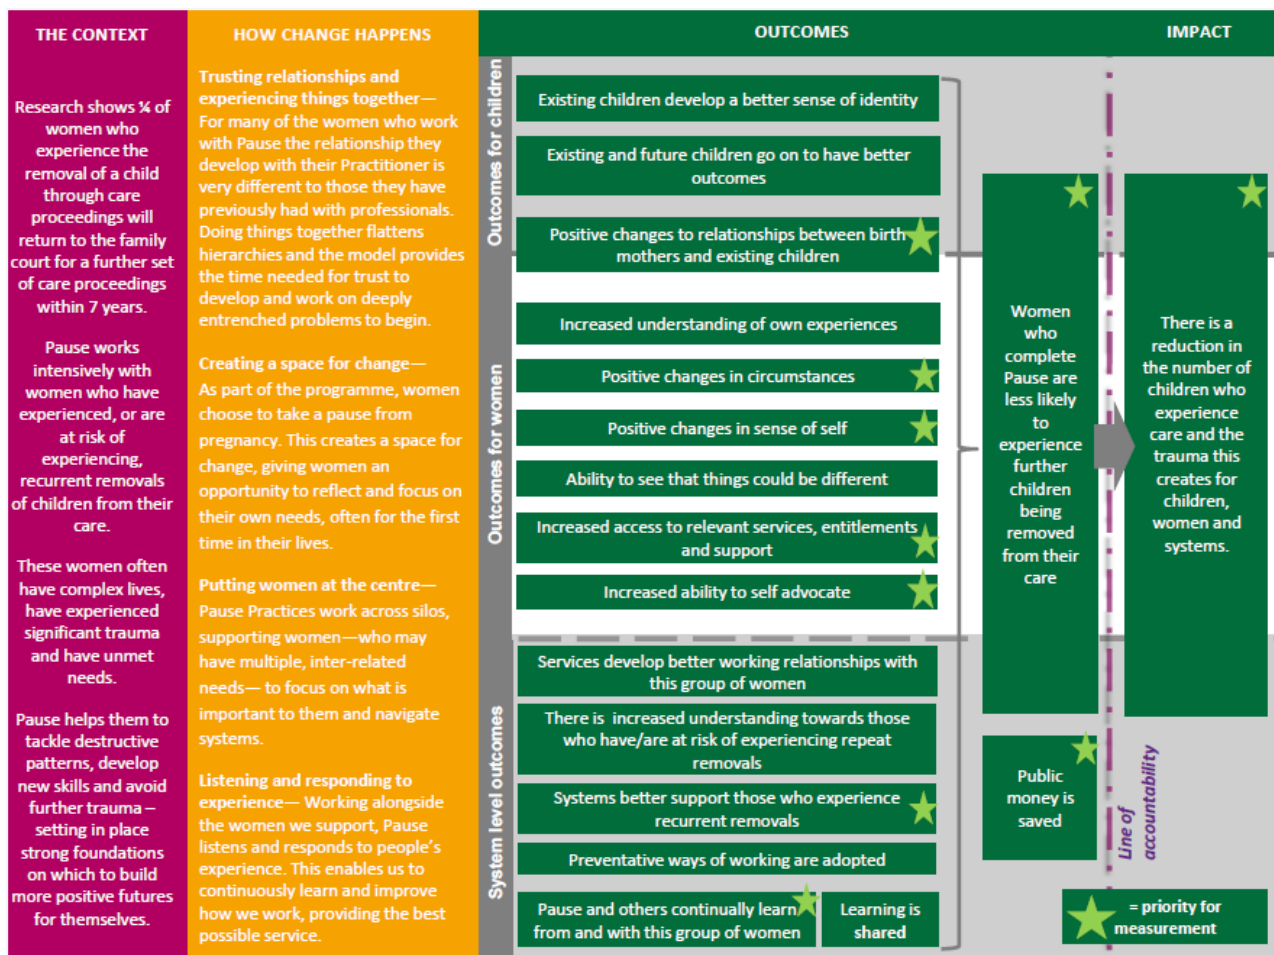 THE CONTEXT
Research shows ¼ of
women who
experience the
removal of a child
through care
proceedings will
return to the family
court for a further set
of care proceedings
within 7 years.
Pause works
intensively with
women who have
experienced, or are
at risk of
experiencing,
recurrent removals
of children from their
care.
These women often
have complex lives,
have experienced
significant trauma
and have unmet
needs.
Pause helps them to
tackle destructive
patterns, develop
new skills and avoid
further trauma –
setting in place
strong foundations
on which to build
more positive futures
for themselves.
HOW CHANGE HAPPENS
Trusting relationships and
experiencing things together—
For many of the women who work
with Pause the relationship they
develop with their Practitioner is
very different to those they have
previously had with professionals.
Doing things together flattens
hierarchies and the model provides
the time needed for trust to
develop and work on deeply
entrenched problems to begin.
Creating a space for change—
As part of the programme, women
choose to take a pause from
pregnancy. This creates a space for
change, giving women an
opportunity to reflect and focus on
their own needs, often for the first
time in their lives.
Putting women at the centre—
Pause Practices work across silos,
supporting women—who may
have multiple, inter-related
needs— to focus on what is
important to them and navigate
systems.
Listening and responding to
experience— Working alongside
the women we support, Pause
listens and responds to people's
experience. This enables us to
continuously learn and improve
how we work, providing the best
possible service.
OUTCOMES
Outcomes for children
Existing children develop a better sense of identity
Existing and future children go on to have better
outcomes
Positive changes to relationships between birth
mothers and existing children
Outcomes for women
Increased understanding of own experiences
Positive changes in circumstances
Positive changes in sense of self
Ability to see that things could be different
Increased access to relevant services, entitlements
and support
Increased ability to self advocate
System level outcomes
Services develop better working relationships with
this group of women
There is increased understanding towards those
who have/are at risk of experiencing repeat
removals
Systems better support those who experience
recurrent removals
Preventative ways of working are adopted
Pause and others continually learn
from and with this group of women
Learning is
shared
Women
who
complete
Pause are
less likely
to
experience
further
children
being
removed
from their
care
Public
money is
saved
IMPACT
There is a
reduction in
the number of
children who
experience
care and the
trauma this
creates for
children,
women and
systems.
Line of
accountability
= priority for
measurement